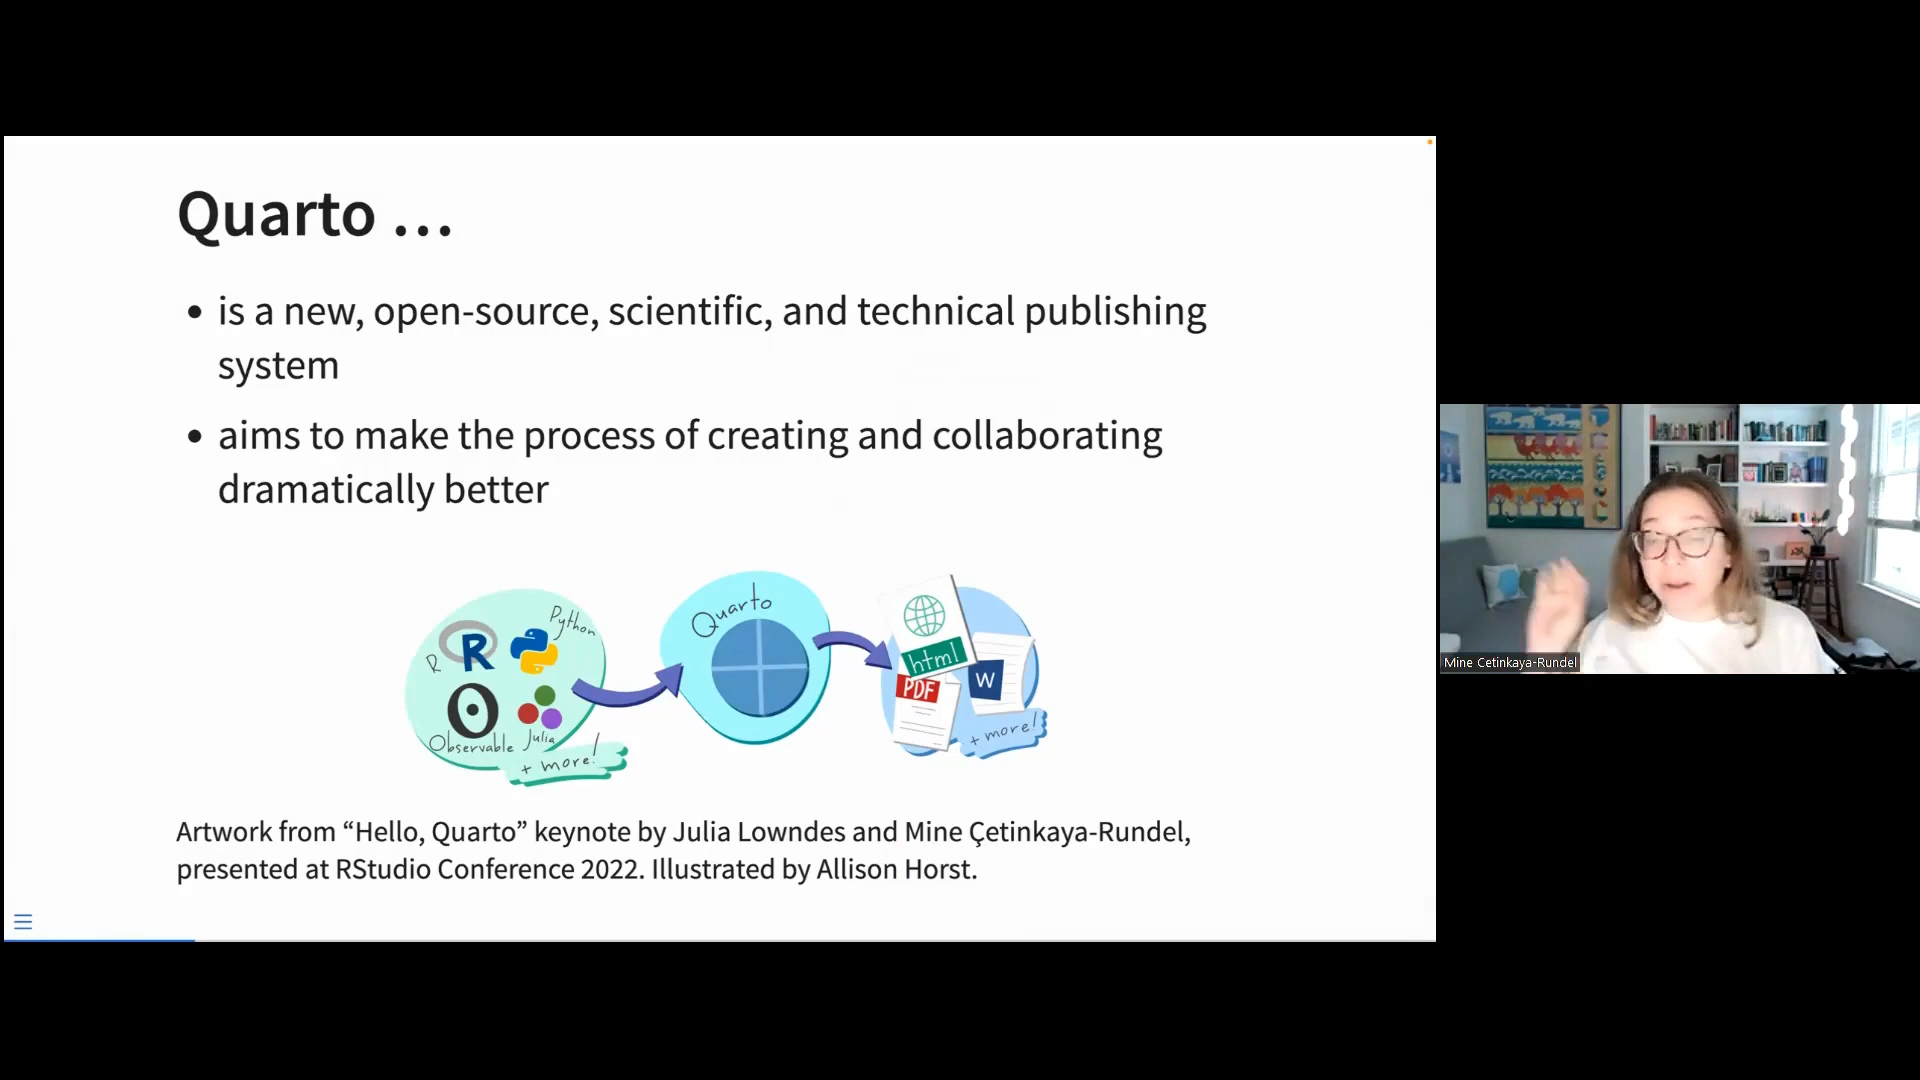 Quarto …
• is a new, open-source, scientific, and technical publishing
system
• aims to make the process of creating and collaborating
dramatically better
Quarto
Python
R
R
Observable
Julia
+ more!
html
PDF
W
+ more!
Artwork from “Hello, Quarto” keynote by Julia Lowndes and Mine Çetinkaya-Rundel,
presented at RStudio Conference 2022. Illustrated by Allison Horst.
Mine Cetinkaya-Rundel